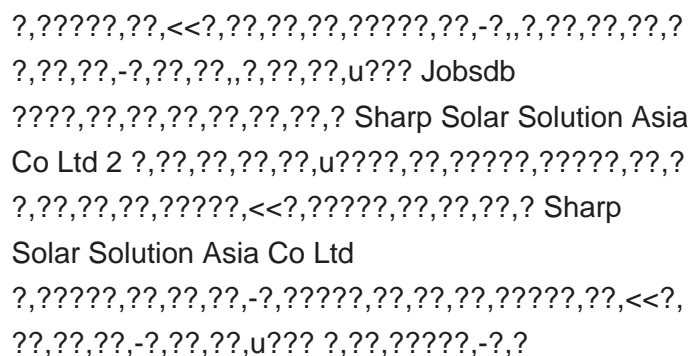 ?,?????,??,<<?,??,??,??,?????,??,-?,,?,??,??,??,?
?,??,??,-?,??,??,,?,??,??,u??? Jobsdb
????,??,??,??,??,??,??,? Sharp Solar Solution Asia
Co Ltd 2 ?,??,??,??,??,u????,??,?????,?????,??,?
?,??,??,??,?????,<<?,?????,??,??,??,? Sharp
Solar Solution Asia Co Ltd
?,?????,??,??,??,-?,?????,??,??,??,?????,??,<<?,
??,??,??,-?,??,??,u??? ?,??,?????,-?,?